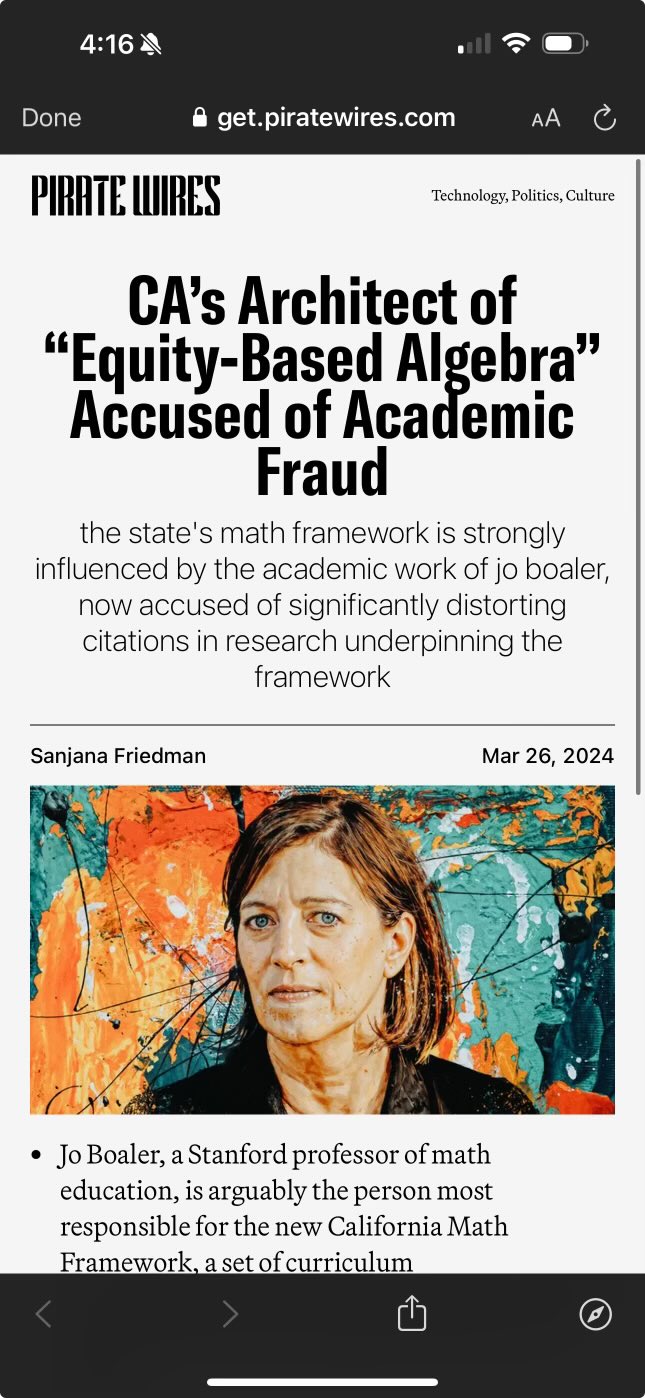 4:16
Done
get.piratewires.com
AA
PIRATE WIRES
Technology, Politics, Culture
CA’s Architect of
“Equity-Based Algebra”
Accused of Academic
Fraud
the state's math framework is strongly
influenced by the academic work of jo boaler,
now accused of significantly distorting
citations in research underpinning the
framework
Sanjana Friedman
Mar 26, 2024
• Jo Boaler, a Stanford professor of math
education, is arguably the person most
responsible for the new California Math
Framework, a set of curriculum